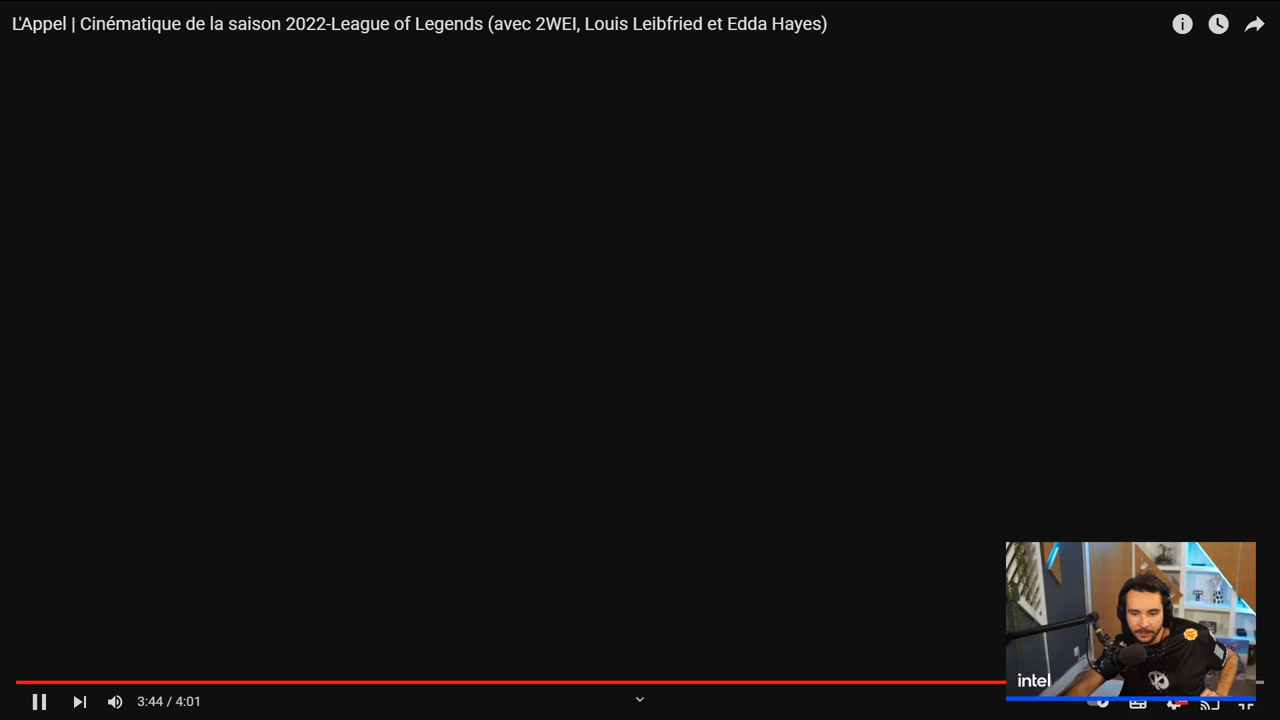 L'Appel | Cinématique de la saison 2022-League of Legends (avec 2WEI, Louis Leibfried et Edda Hayes)
intel
3:44 / 4:01